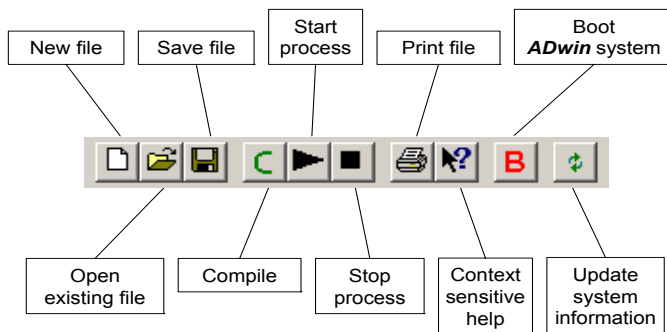 New file
Save file
Start
process
Print file
Boot
ADwin system
C
?
B
Open
existing file
Compile
Stop
process
Context
sensitive
help
Update
system
information